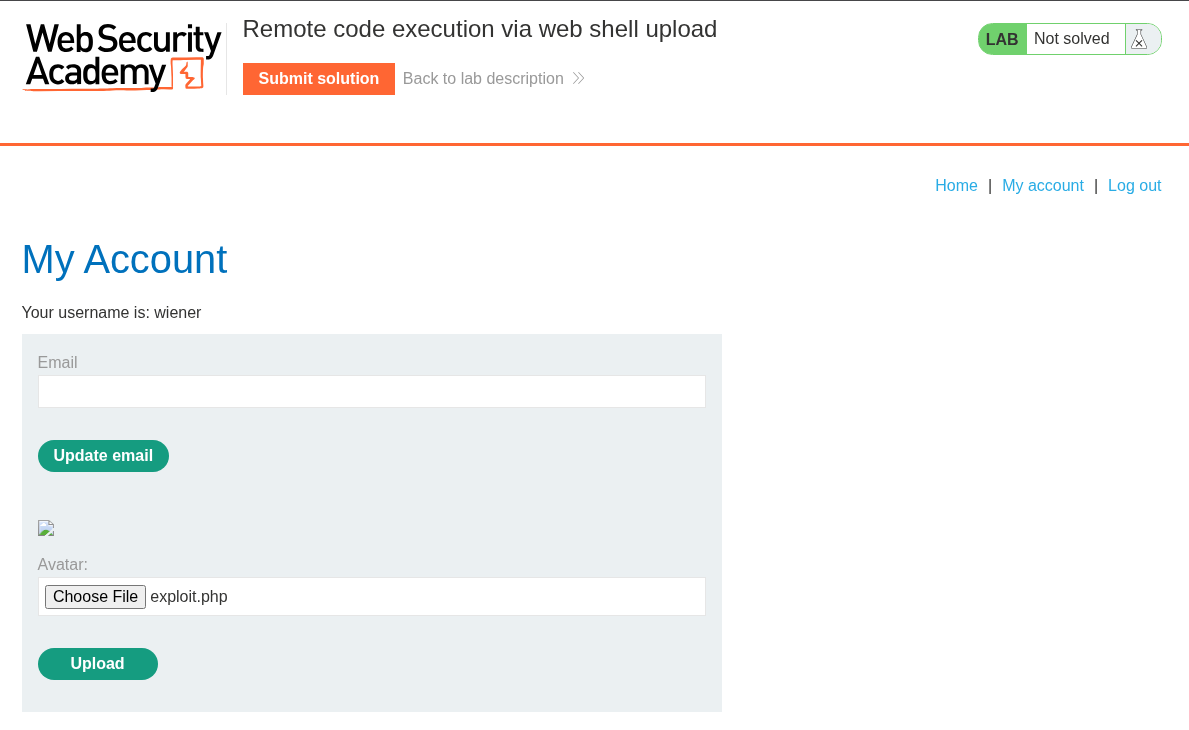 Web Security
Academy
Remote code execution via web shell upload
Submit solution
Back to lab description
LAB
Not solved
Home | My account | Log out
My Account
Your username is: wiener
Email
Update email
Avatar:
Choose File exploit.php
Upload